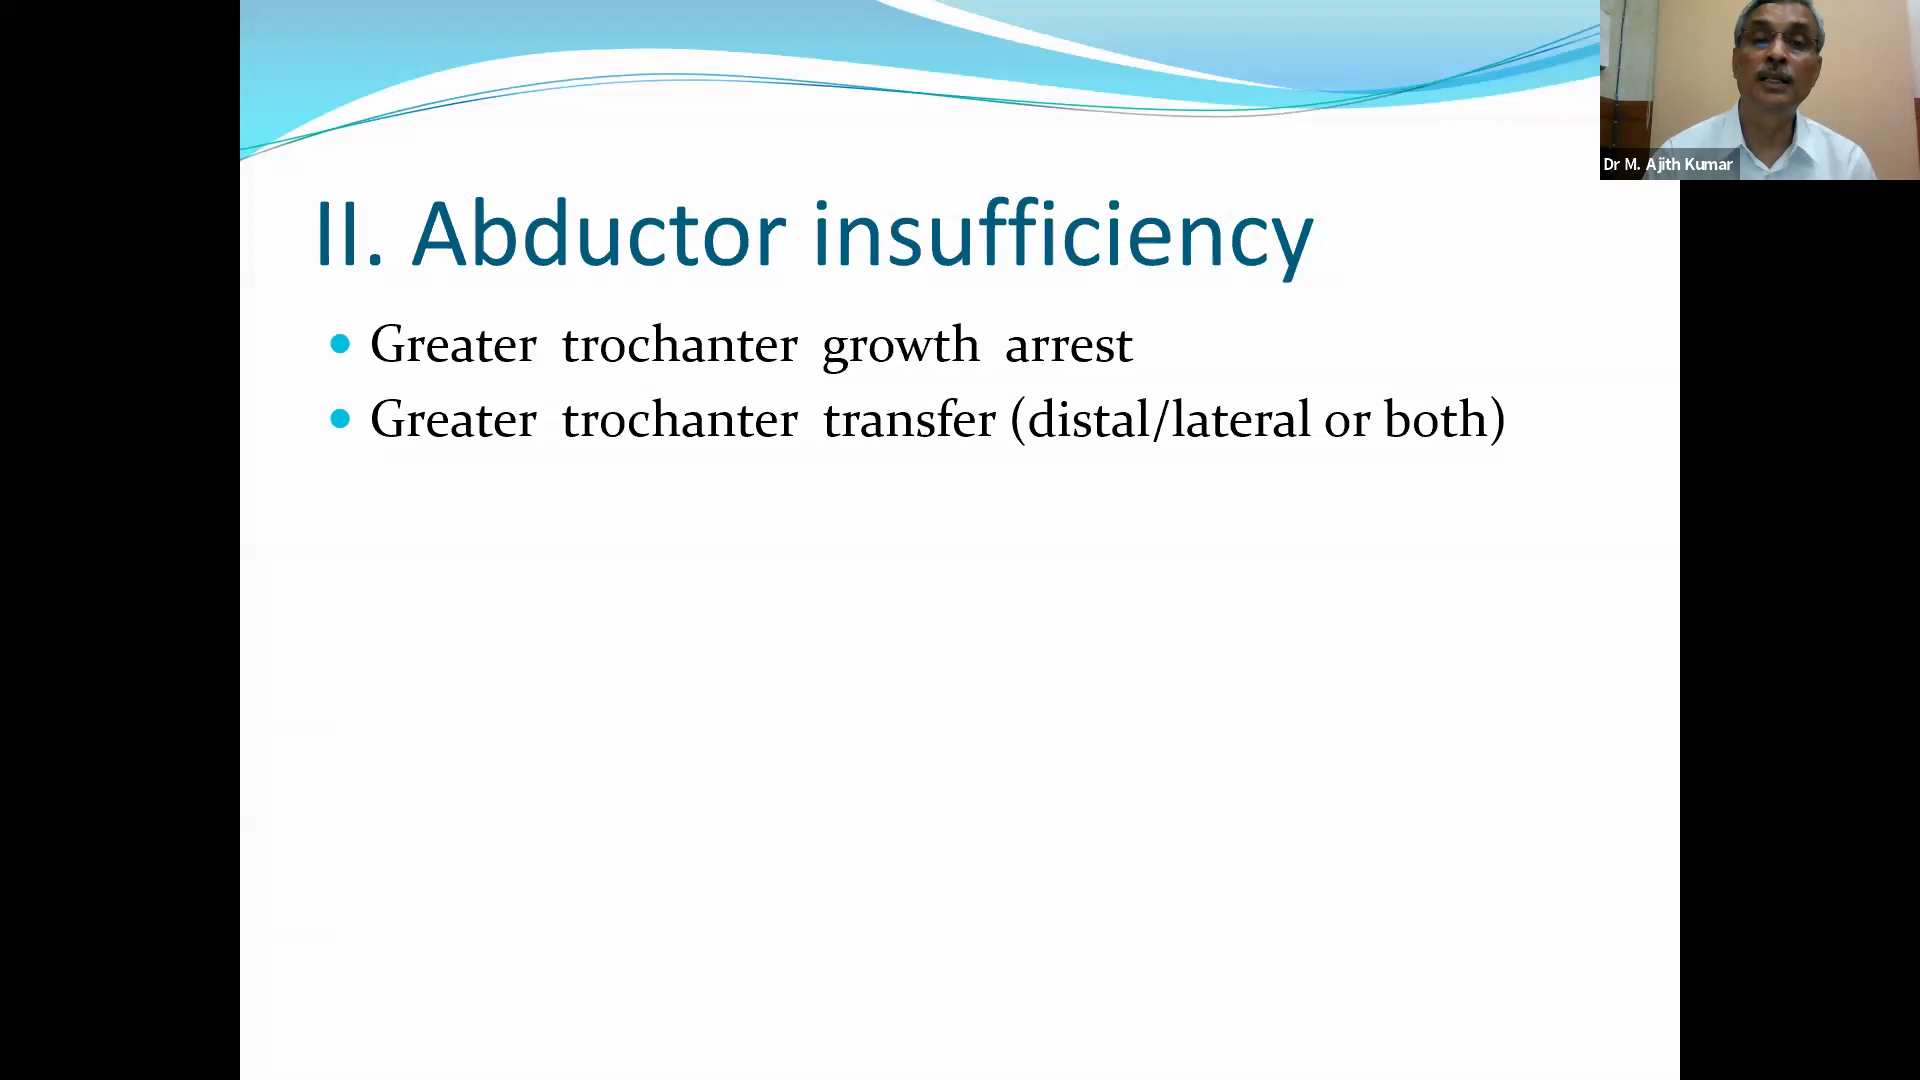 Dr M. Ajith Kumar
II. Abductor insufficiency
Greater trochanter growth arrest
Greater trochanter transfer (distal/lateral or both)